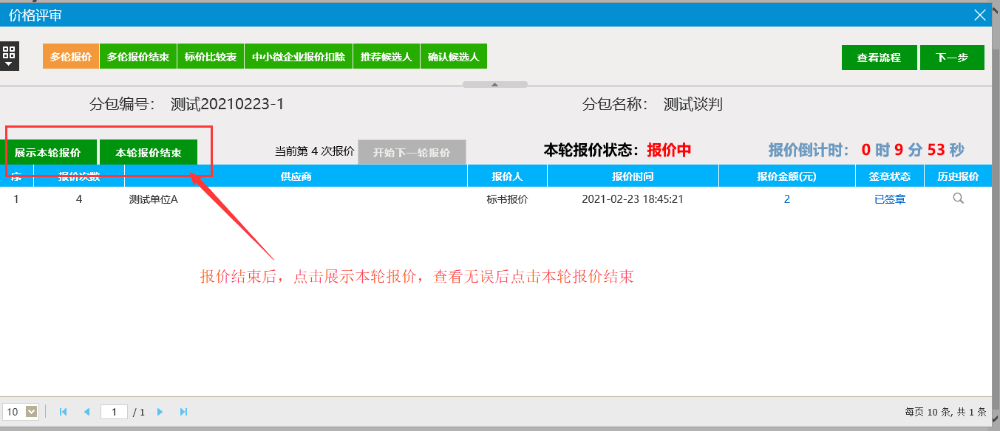 价格评审
多伦报价 多伦报价结束 标价比较表 中小微企业报价扣除 推荐候选人 确认候选人 查看流程 下一步
分包编号： 测试20210223-1 分包名称： 测试谈判
展示本轮报价 本轮报价结束 当前第 4 次报价 开始下一轮报价 本轮报价状态：报价中 报价倒计时： 0 时 9 分 53 秒
序 报价次数 供应商 报价人 报价时间 报价金额(元) 签章状态 历史报价
1 4 测试单位A 标书报价 2021-02-23 18:45:21 2 已签章
报价结束后，点击展示本轮报价，查看无误后点击本轮报价结束
10 1 / 1 每页 10 条, 共 1 条